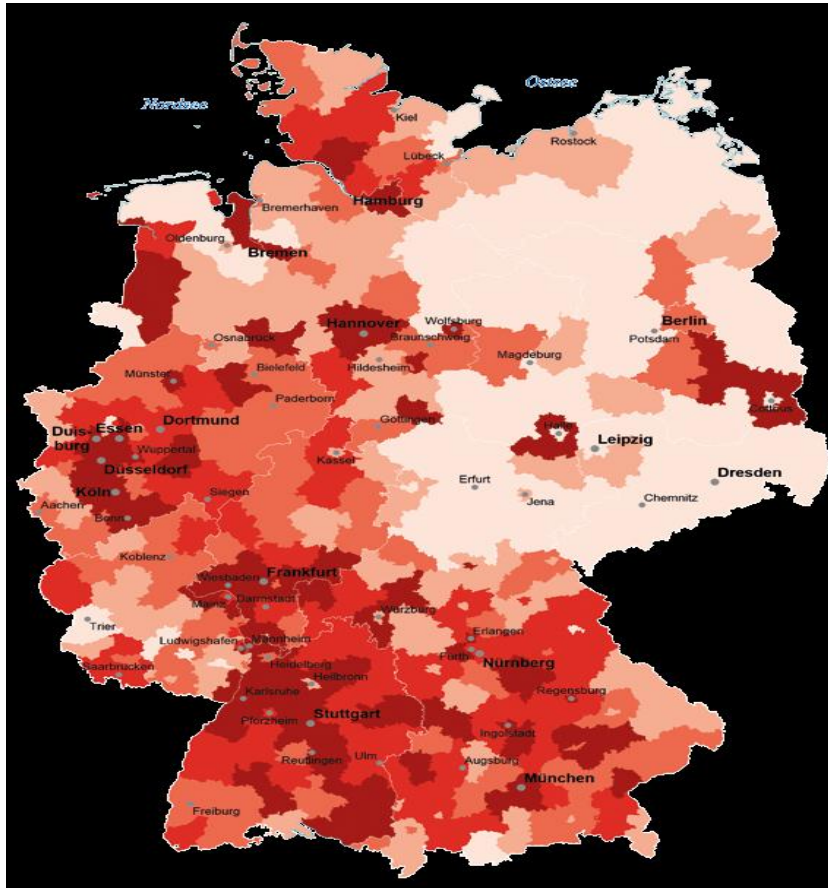 Nordsee
Ostsee
Kiel
Lübeck
Rostock
Hamburg
Bremerhaven
Oldenburg
Bremen
Wolfsburg
Hannover
Braunschweig
Berlin
Potsdam
Osnabrück
Hildesheim
Magdeburg
Münster
Bielefeld
Paderborn
Cottbus
Göttingen
Duis-
burg
Essen
Dortmund
Halle
Leipzig
Wuppertal
Düsseldorf
Kassel
Köln
Siegen
Erfurt
Jena
Dresden
Chemnitz
Aachen
Bonn
Koblenz
Wiesbaden
Frankfurt
Mainz
Darmstadt
Würzburg
Trier
Erlangen
Ludwigshafen
Mannheim
Fürth
Nürnberg
Saarbrücken
Heidelberg
Heilbronn
Karlsruhe
Regensburg
Pforzheim
Stuttgart
Ingolstadt
Reutlingen
Ulm
Augsburg
München
Freiburg